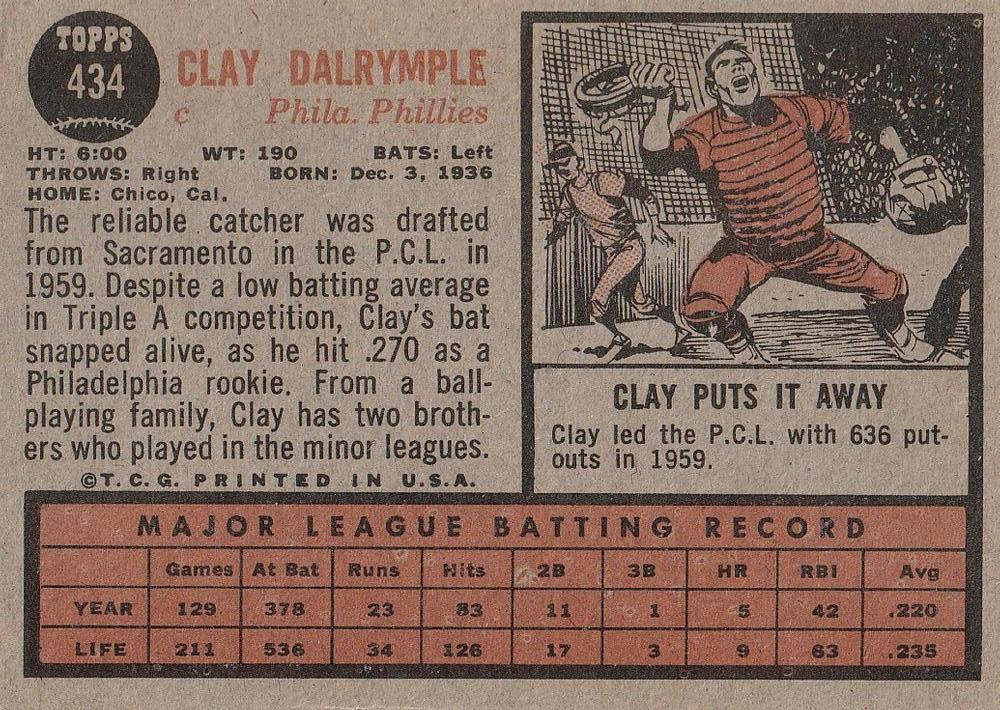 TOPPS
434
CLAY DALRYMPLE
c Phila. Phillies
HT: 6:00 WT: 190 BATS: Left
THROWS: Right BORN: Dec. 3, 1936
HOME: Chico, Cal.
The reliable catcher was drafted
from Sacramento in the P.C.L. in
1959. Despite a low batting average
in Triple A competition, Clay's bat
snapped alive, as he hit .270 as a
Philadelphia rookie. From a ball-
playing family, Clay has two broth-
ers who played in the minor leagues.
©T.C.G. PRINTED IN U.S.A.
CLAY PUTS IT AWAY
Clay led the P.C.L. with 636 put-
outs in 1959.
MAJOR LEAGUE BATTING RECORD
Games At Bat Runs Hits 2B 3B HR RBI Avg
YEAR 129 378 23 83 11 1 5 42 .220
LIFE 211 536 34 126 17 3 9 63 .235